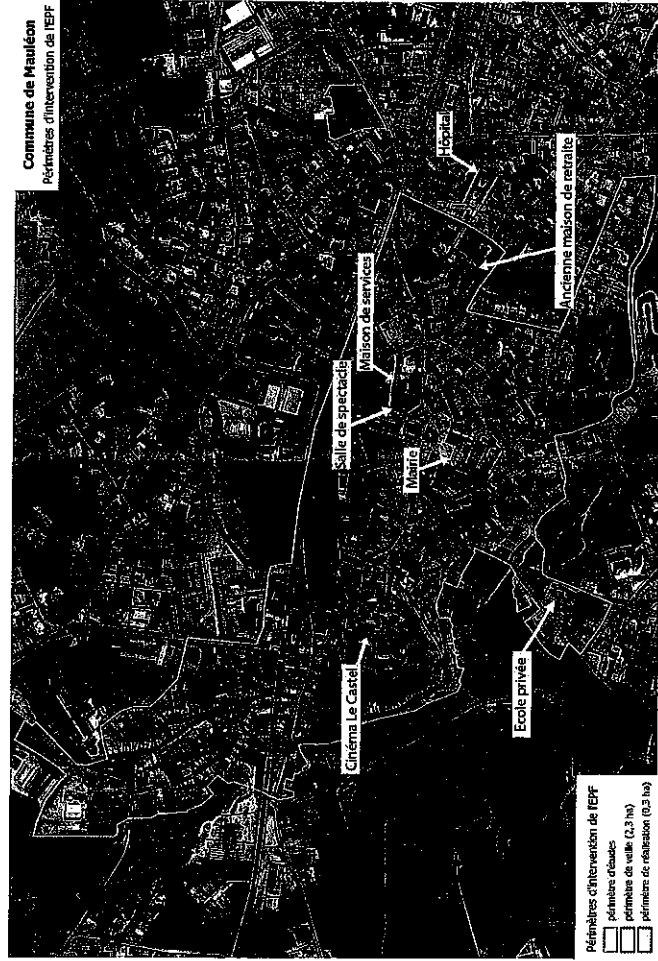 Commune de Mauléon
Périmètres d'intervention de l'EPF
Hôpital
Ancienne maison de retraite
Maison de services
Salle de spectacle
Mairie
Cinéma Le Castel
Ecole privée
Périmètres d'intervention de l'EPF
périmètre d'études
périmètre de veille (2,3 ha)
périmètre de réalisation (0,3 ha)